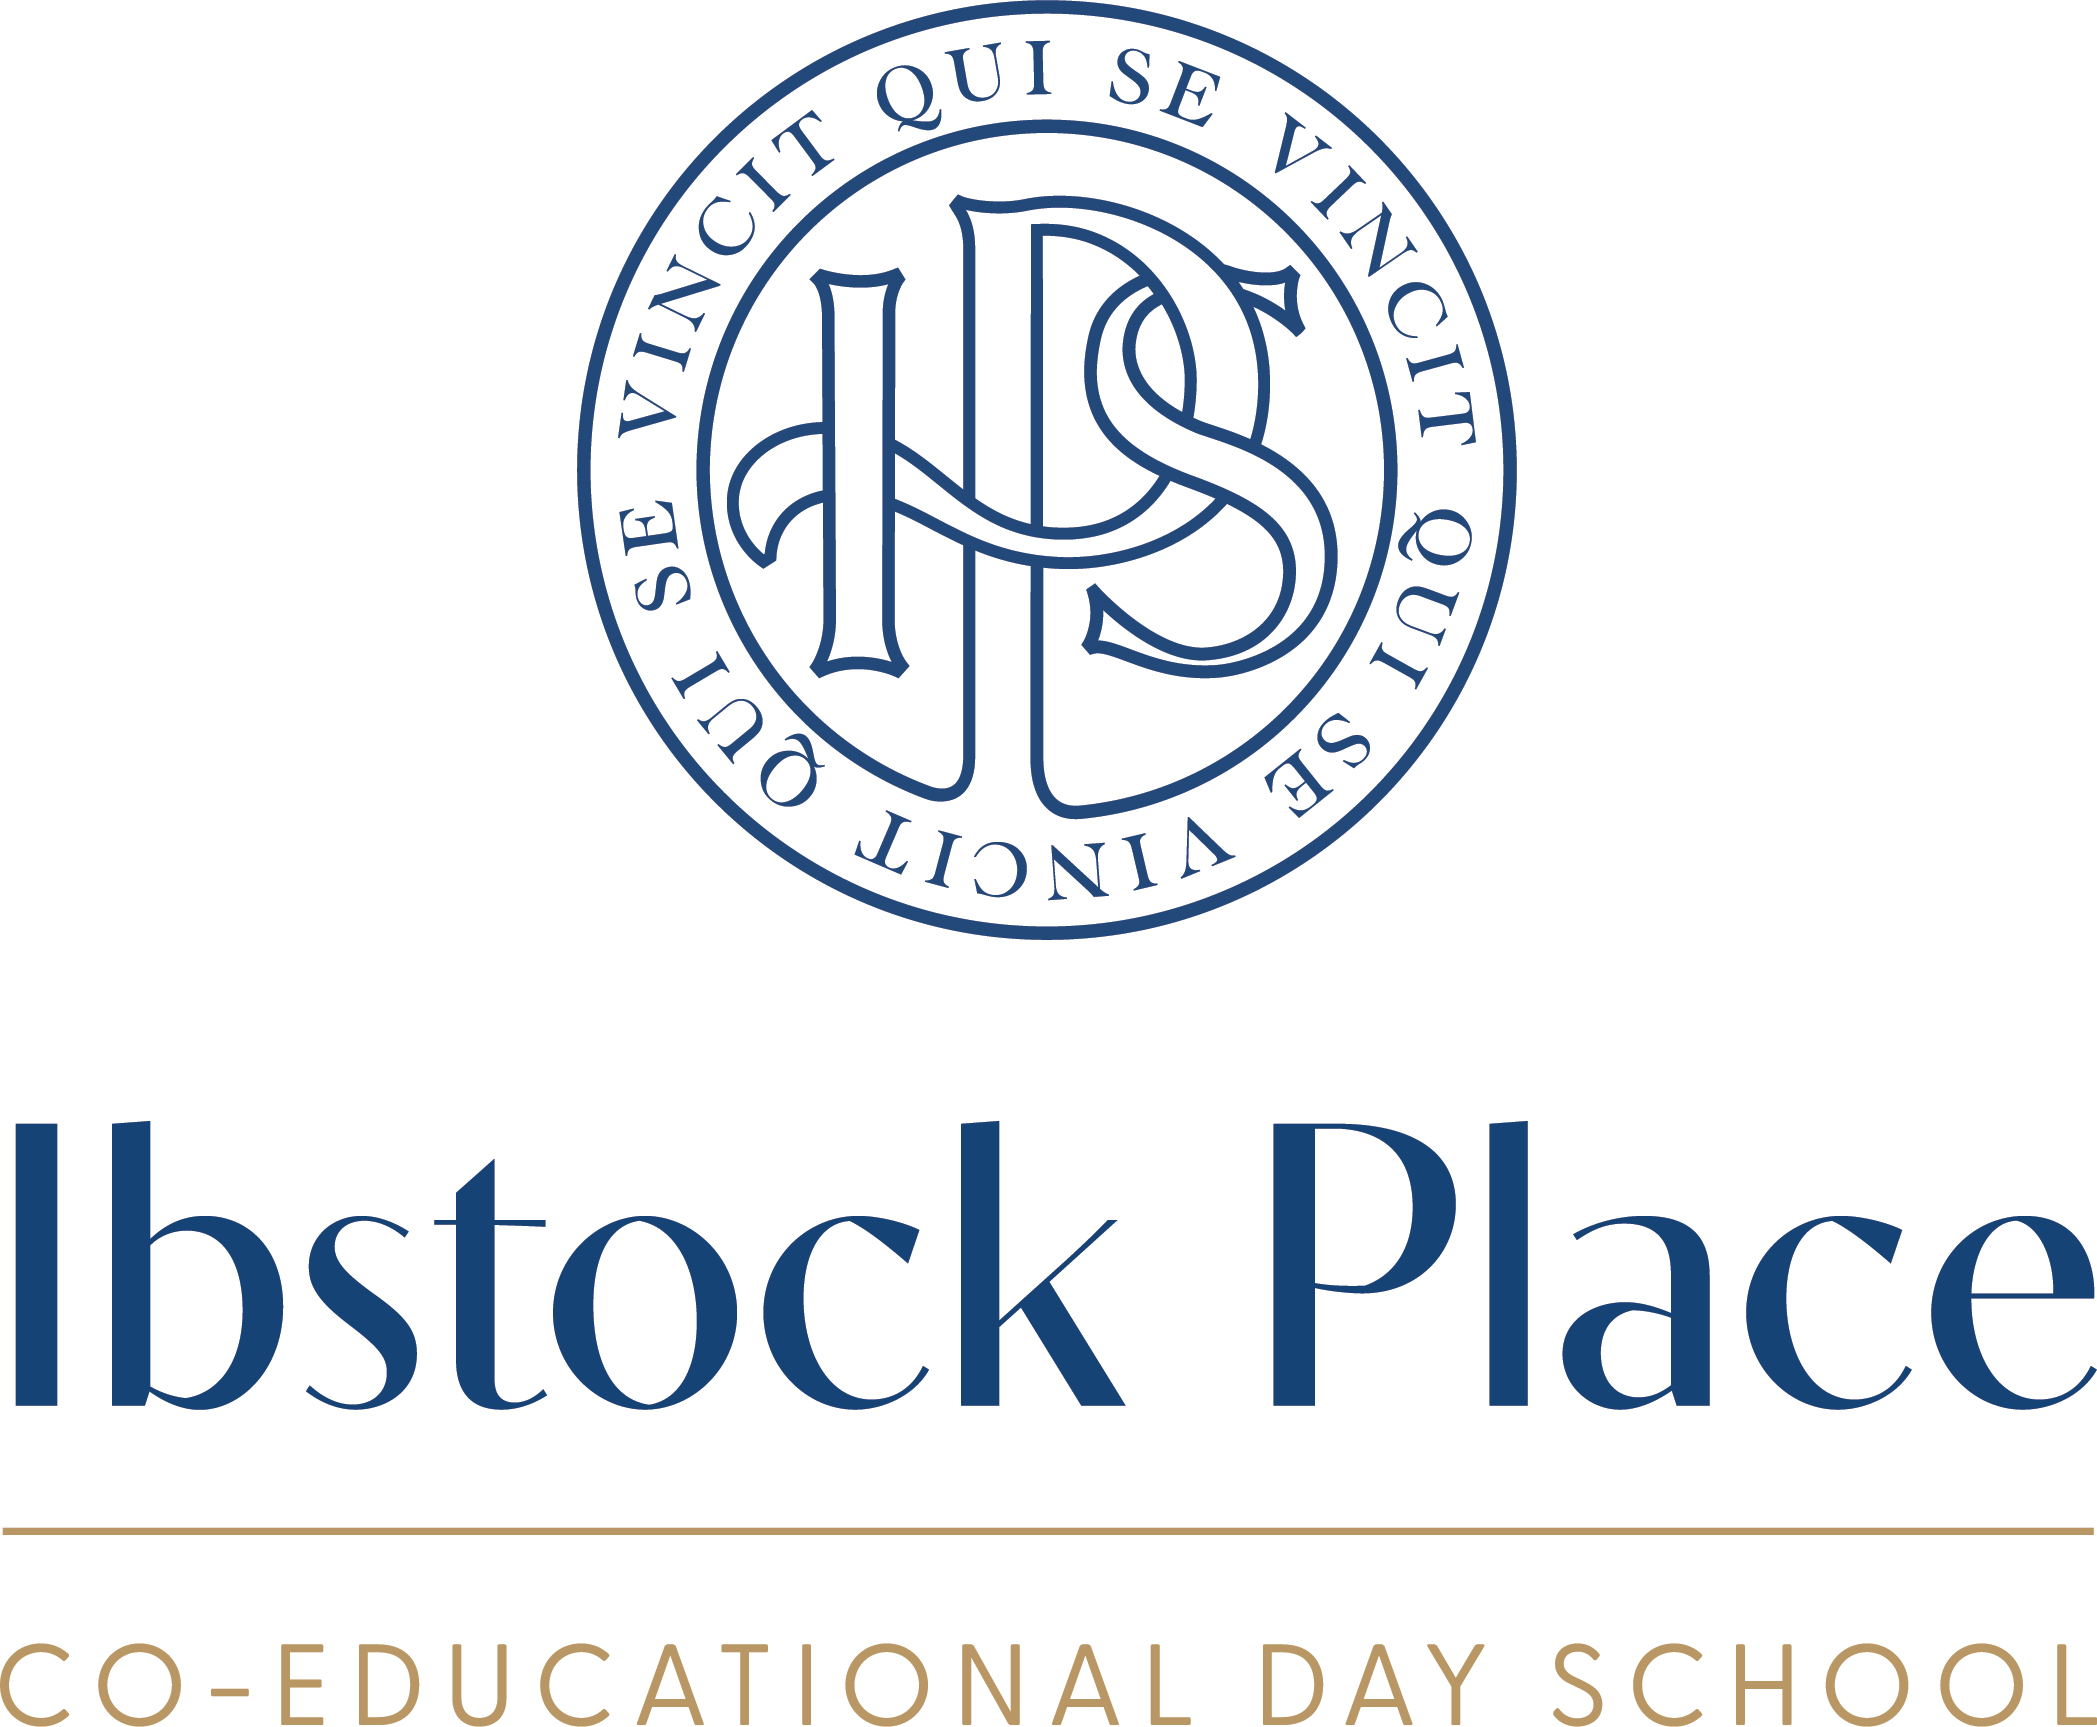 VINCIT QUI SE VINCIT QUI SE VINCIT QUI SE
IPS
Ibstock Place
CO-EDUCATIONAL DAY SCHOOL